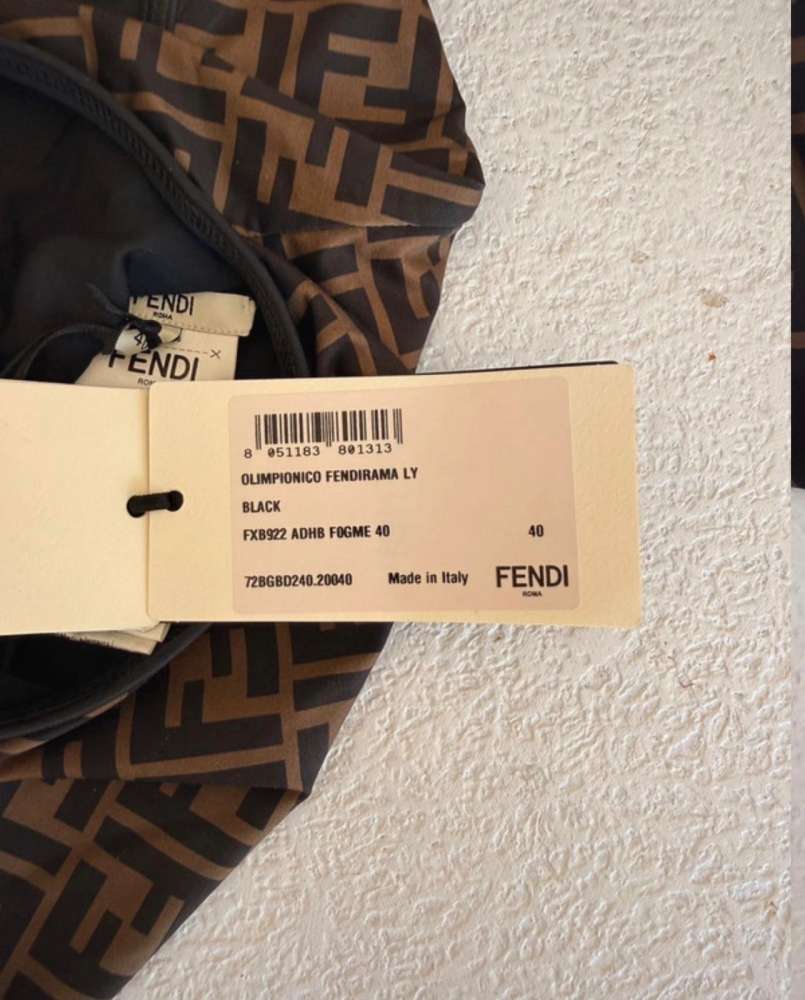 FENDI
ROMA
FENDI
8 051183 801313
OLIMPIONICO FENDIRAMA LY
BLACK
FXB922 ADHB F0GME 40 40
72BGBD240.20040 Made in Italy FENDI
ROMA